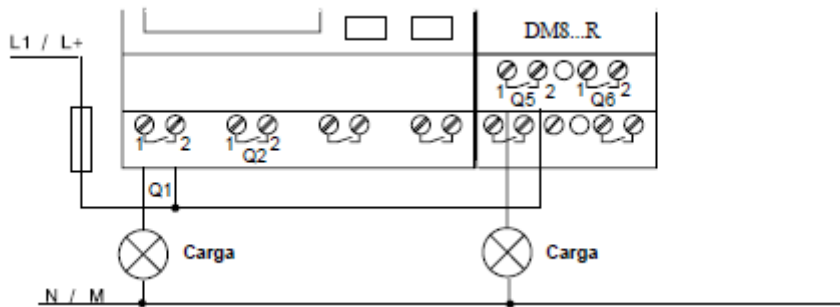 L1 / L+
DM8...R
1 Q5 2 1 Q6 2
1 2 1 Q2 2
Q1
Carga Carga
N / M